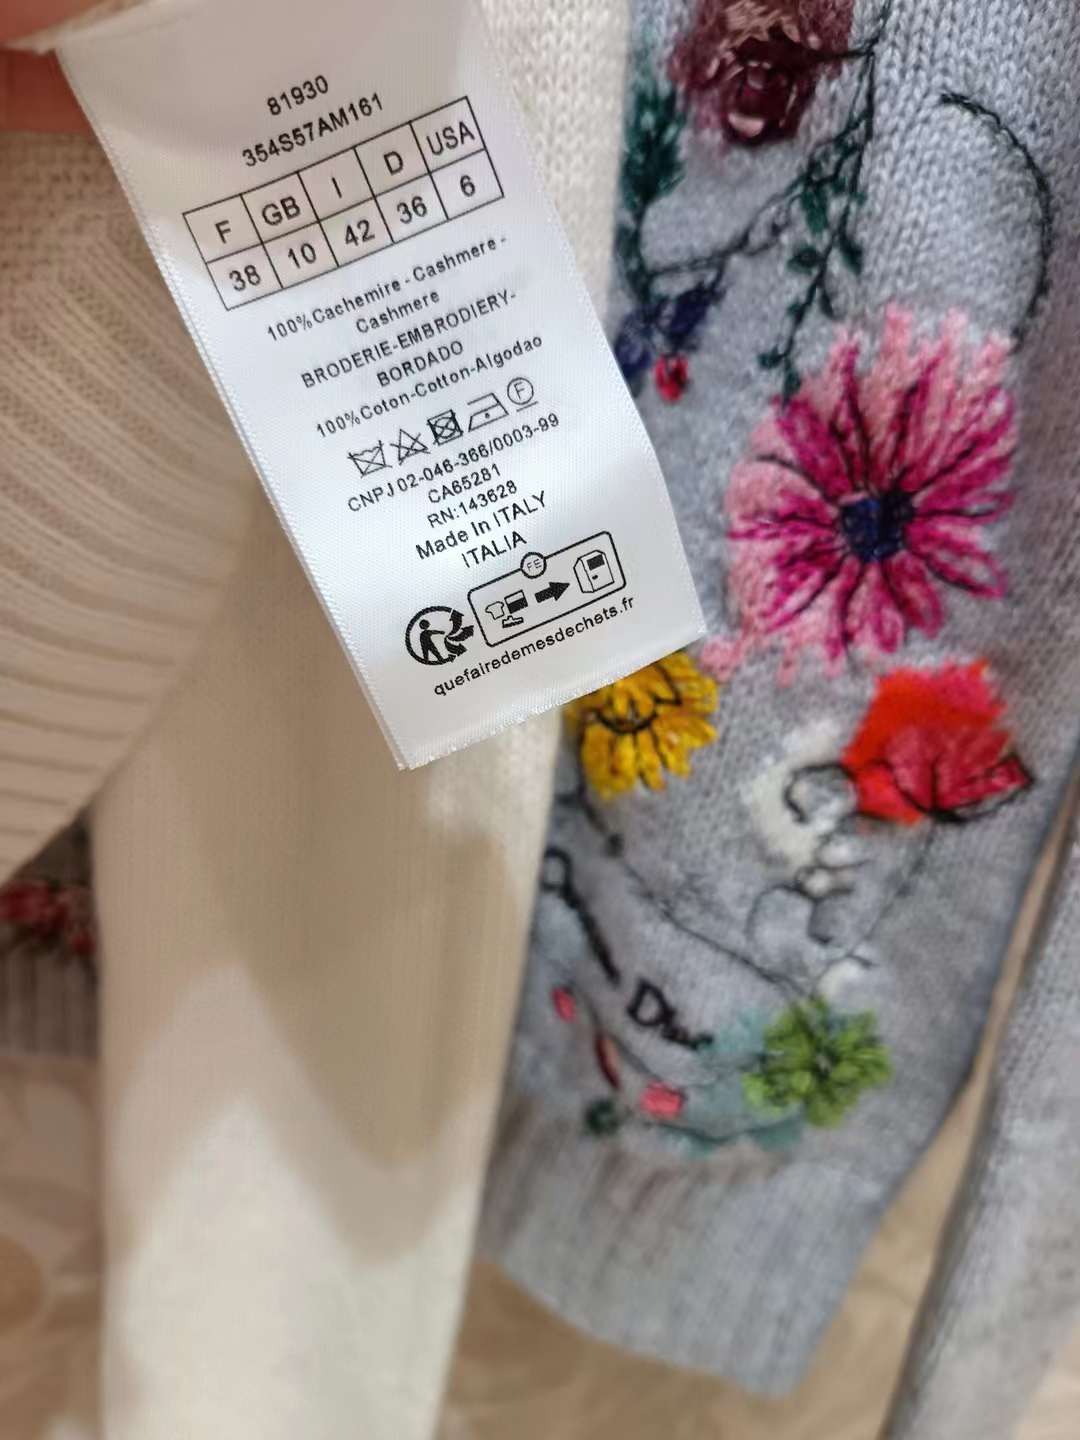 81930
354S57AM161
F GB I D USA
38 10 42 36 6
100%Cachemire - Cashmere -
Cashmere
BRODERIE-EMBRODIERY-
BORDADO
100%Coton-Cotton-Algodao
F
CNPJ 02-046-366/0003-99
CA65281
RN:143628
Made In ITALY
ITALIA
FE
quefairedemesdechets.fr
Dior